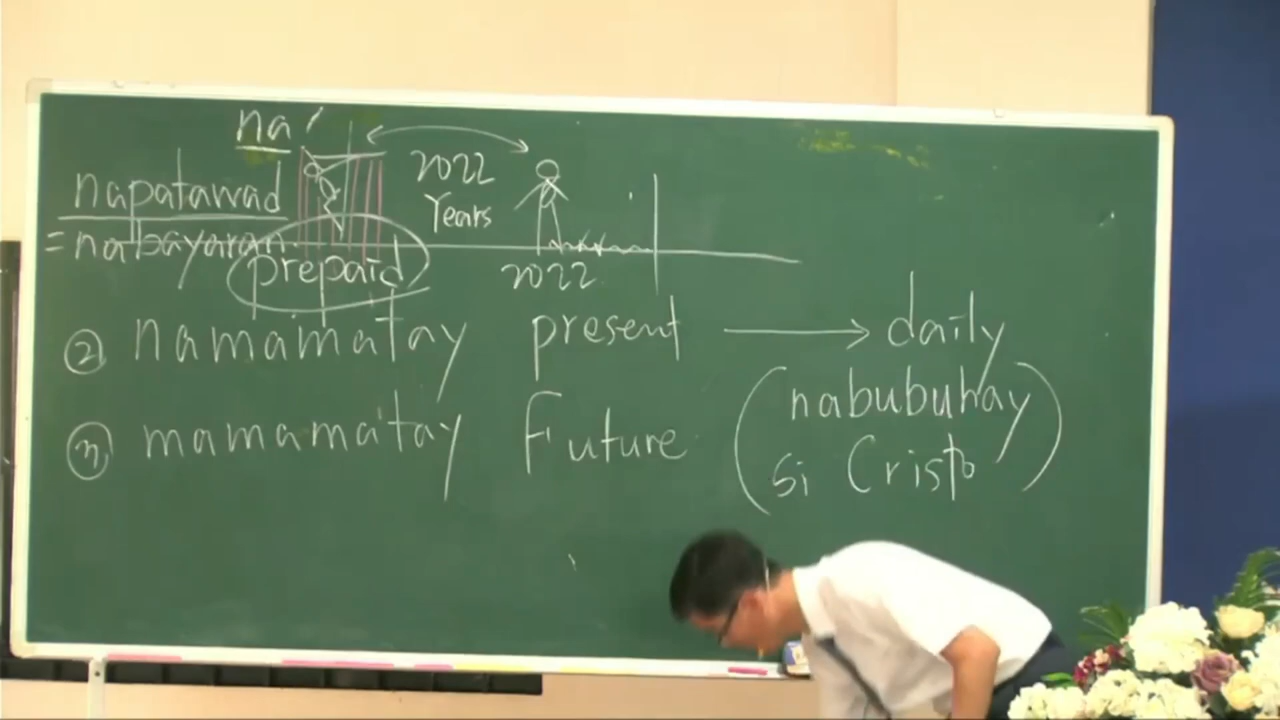 na'
napatawad
= nabayaran
prepaid
2022
Years
2022
② namamatay present → daily
③ mamamatay Future (nabubuhay
si Cristo)